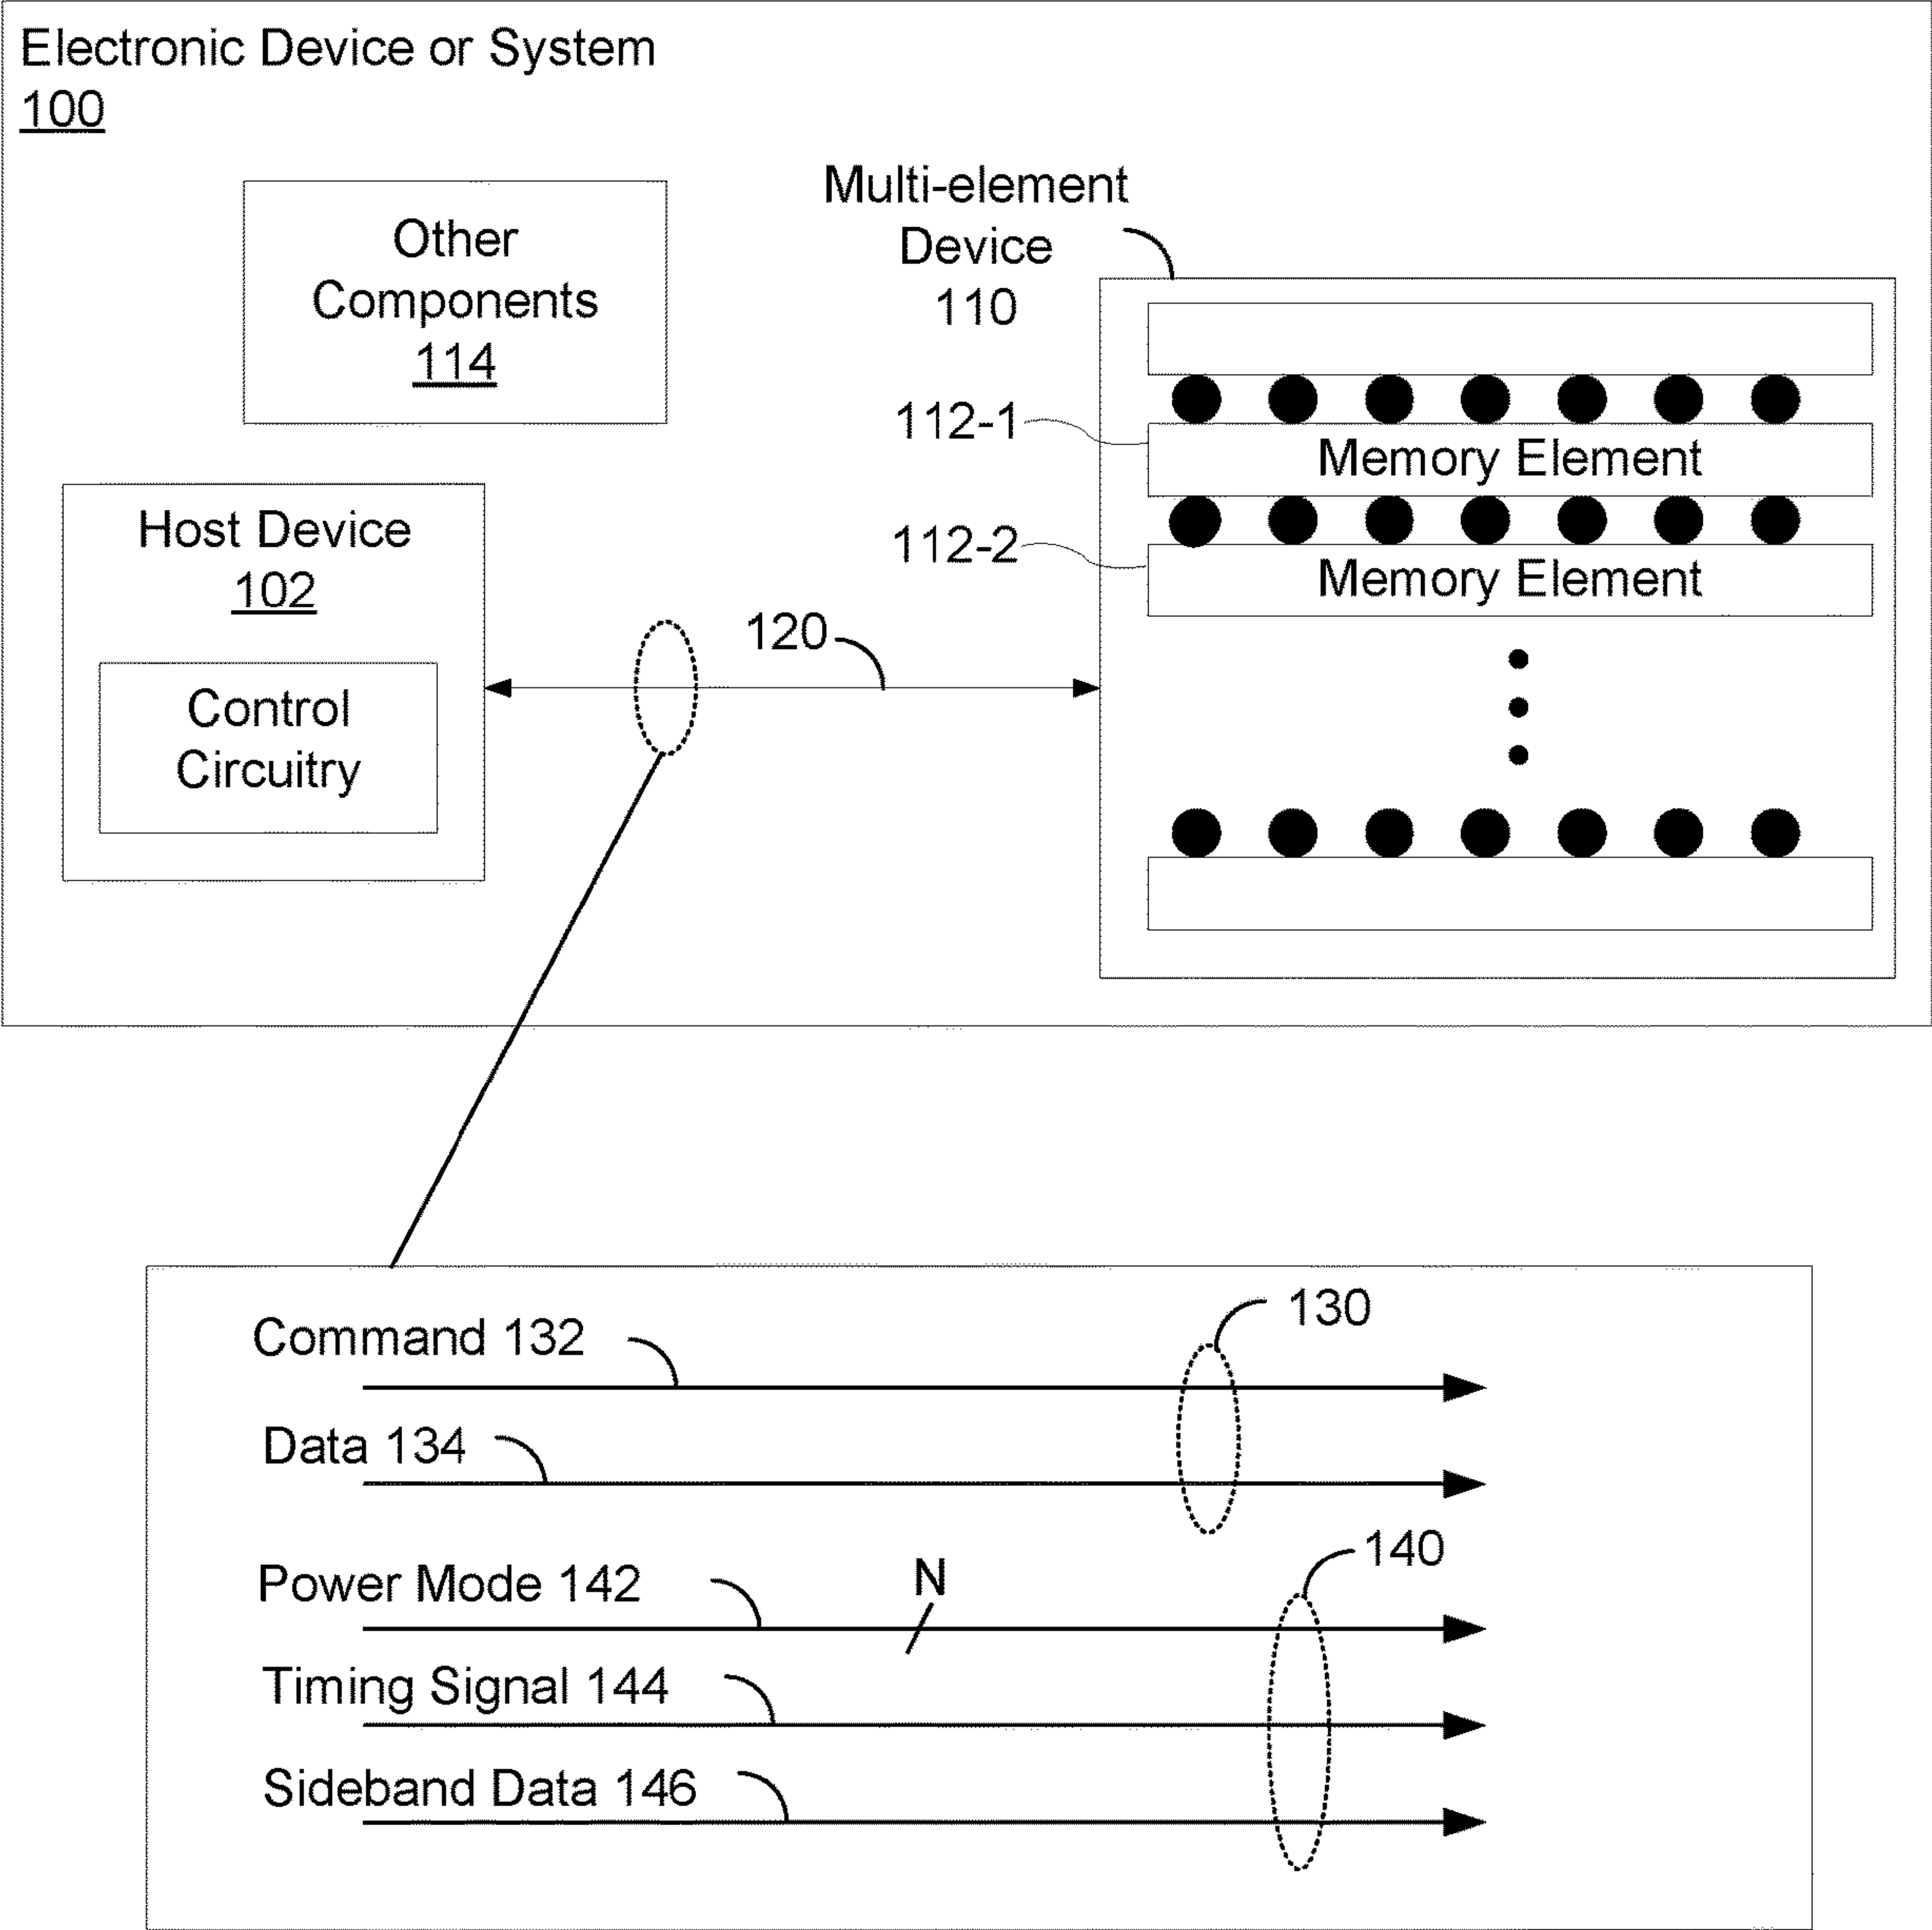 Electronic Device or System
100
Other
Components
114
Multi-element
Device
110
112-1
Memory Element
112-2
Memory Element
Host Device
102
Control
Circuitry
120
Command 132
130
Data 134
Power Mode 142
N
140
Timing Signal 144
Sideband Data 146